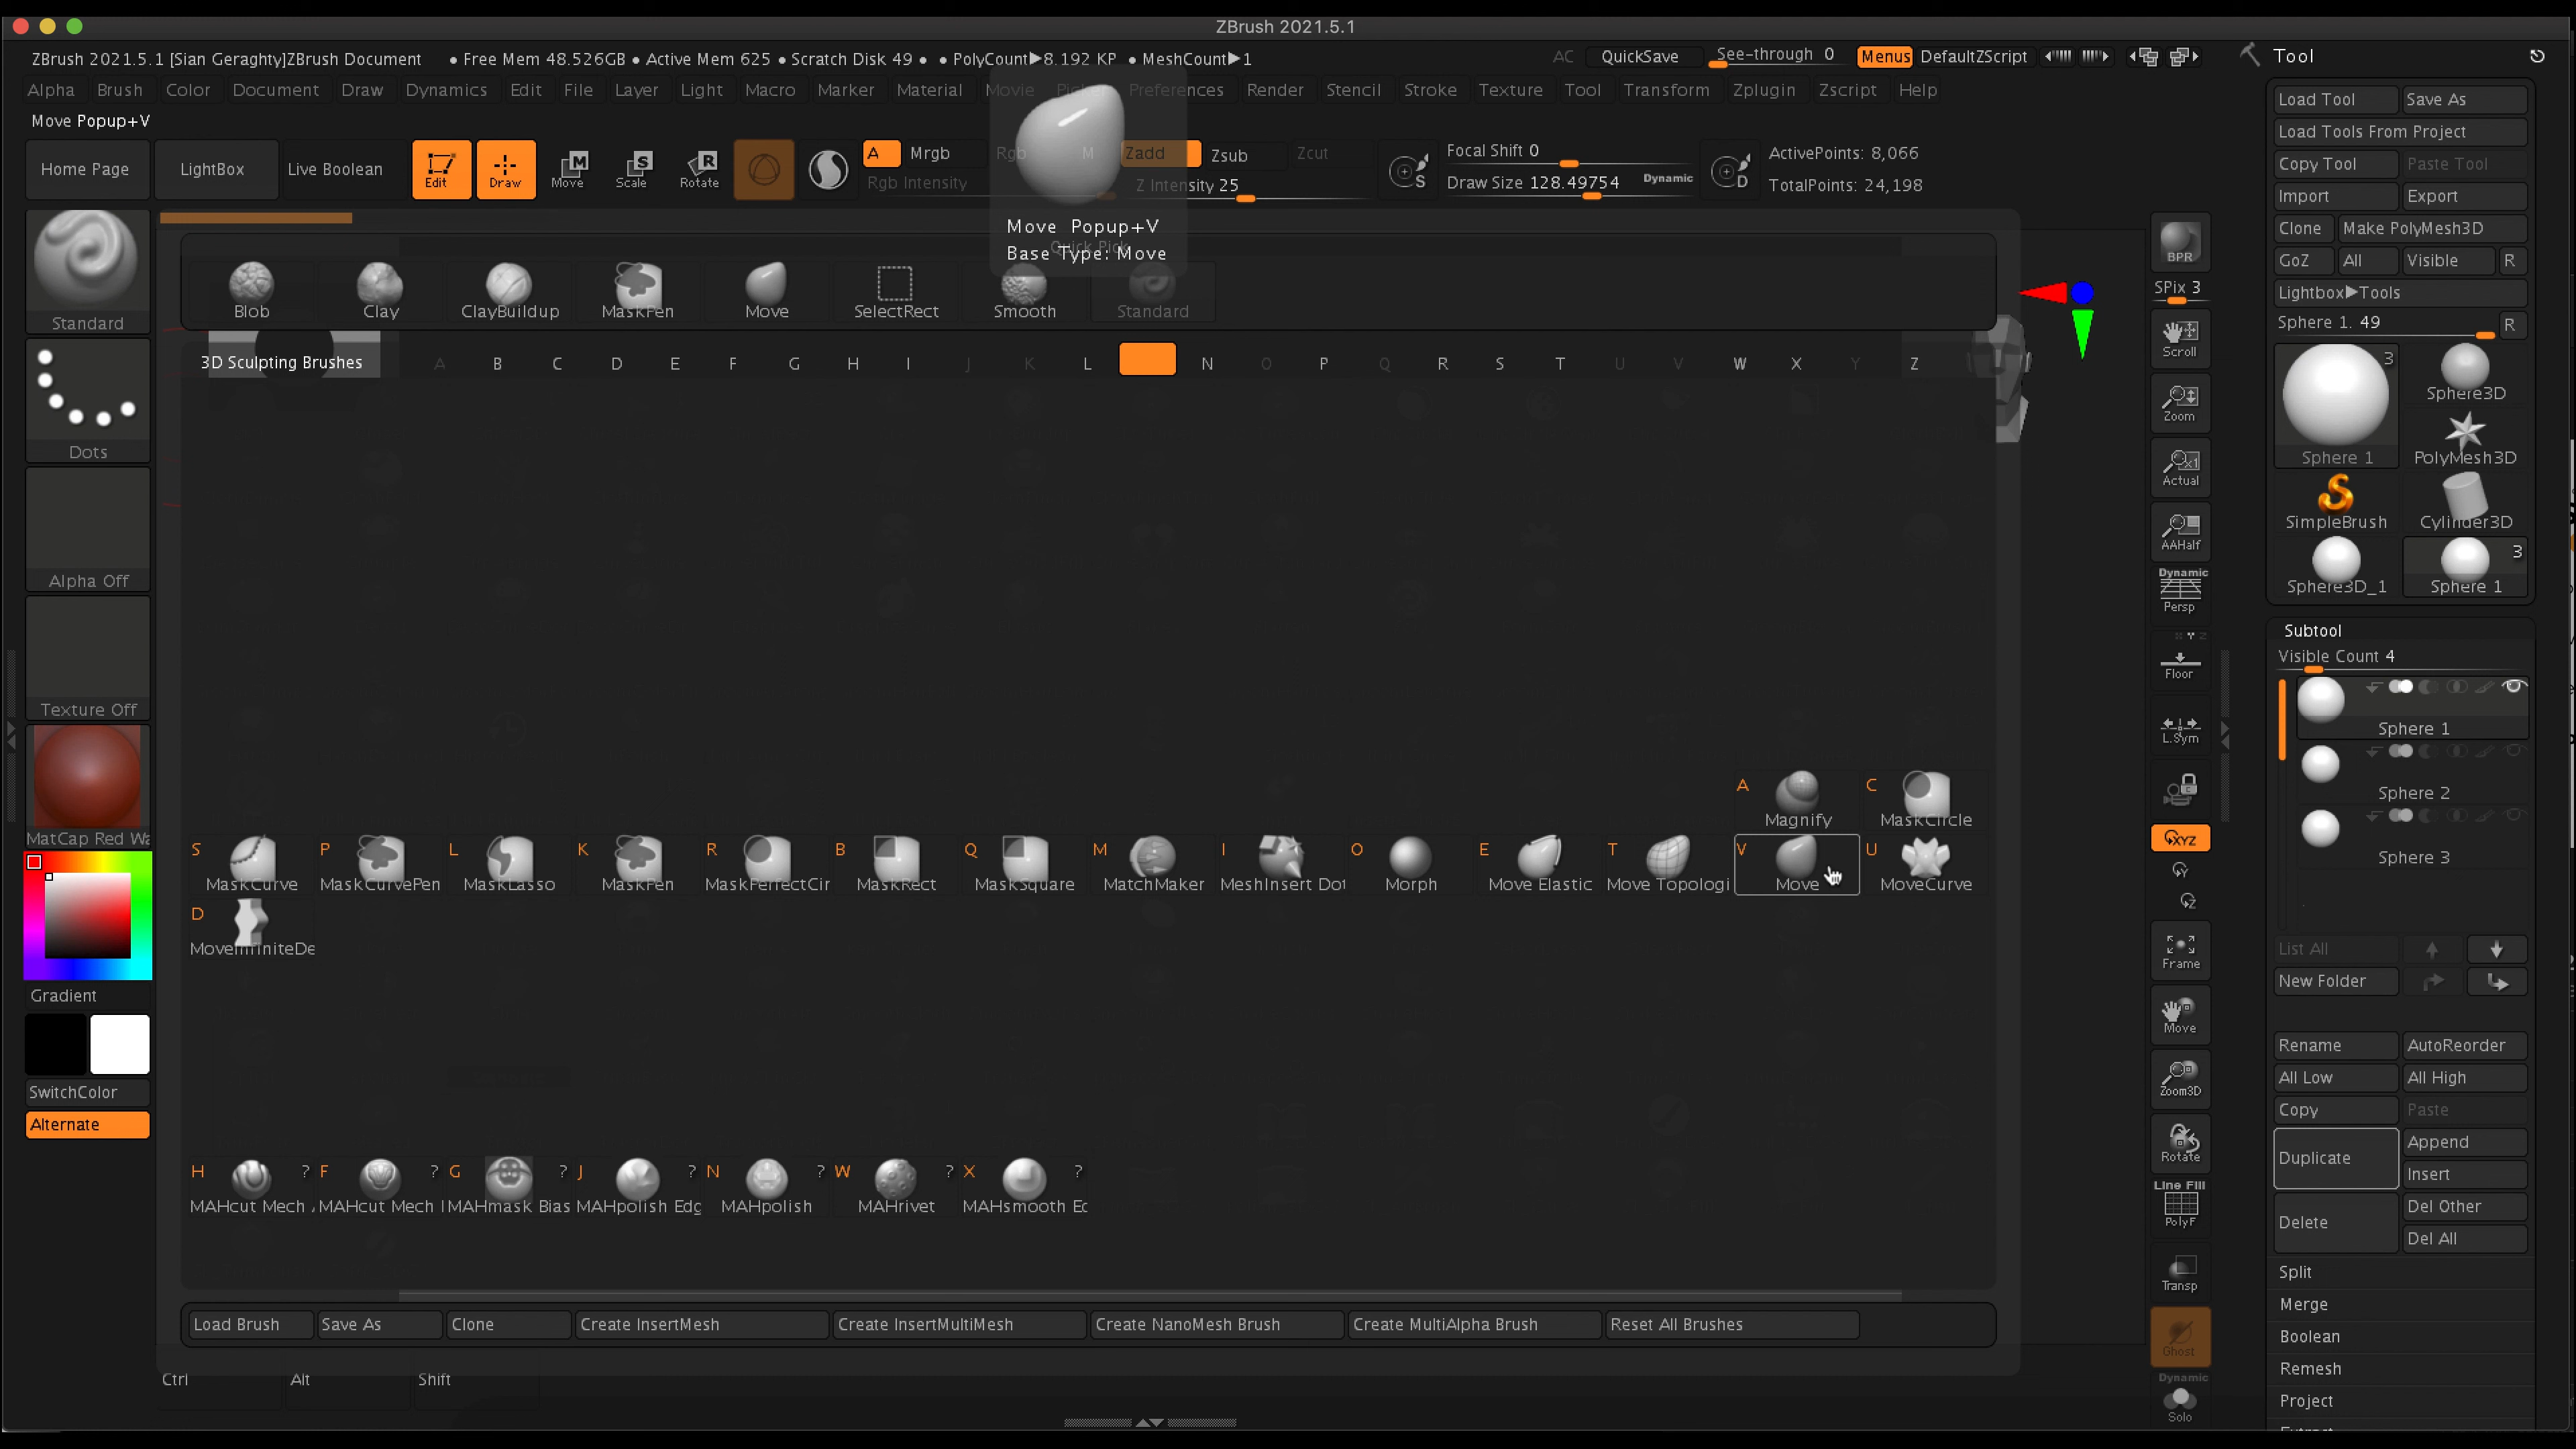 ZBrush 2021.5.1
ZBrush 2021.5.1 [Sian Geraghty]ZBrush Document • Free Mem 48.526GB • Active Mem 625 • Scratch Disk 49 • • PolyCount▶8.192 KP • MeshCount▶1
AC QuickSave See-through 0 Menus DefaultZScript
Tool
Alpha Brush Color Document Draw Dynamics Edit File Layer Light Macro Marker Material Movie Picker Preferences Render Stencil Stroke Texture Tool Transform Zplugin Zscript Help
Move Popup+V
Home Page LightBox Live Boolean Edit Draw Move Scale Rotate
A Mrgb Rgb M Zadd Zsub Zcut
Rgb Intensity Z Intensity 25
Focal Shift 0
Draw Size 128.49754 Dynamic
S D
ActivePoints: 8,066
TotalPoints: 24,198
Move Popup+V
Quick Pick
Base Type: Move
Blob Clay ClayBuildup MaskPen Move SelectRect Smooth Standard
3D Sculpting Brushes A B C D E F G H I J K L N O P Q R S T U V W X Y Z
A Magnify
C MaskCircle
S MaskCurve
P MaskCurvePen
L MaskLasso
K MaskPen
R MaskPerfectCir
B MaskRect
Q MaskSquare
M MatchMaker
I MeshInsert Dot
O Morph
E Move Elastic
T Move Topologi
V Move
U MoveCurve
D MoveInfiniteDe
H ? MAHcut Mech
F ? MAHcut Mech
G ? MAHmask Bias
J ? MAHpolish Edg
N ? MAHpolish
W ? MAHrivet
X ? MAHsmooth Ec
Load Brush Save As Clone Create InsertMesh Create InsertMultiMesh Create NanoMesh Brush Create MultiAlpha Brush Reset All Brushes
Ctrl Alt Shift
Standard
Dots
Alpha Off
Texture Off
MatCap Red Wa
Gradient
SwitchColor
Alternate
BPR
SPix 3
Scroll
Zoom
Actual
AAHalf
Dynamic
Persp
Floor
L.Sym
XYZ
Y
Z
Frame
Move
Zoom3D
Rotate
Line Fill
PolyF
Transp
Ghost
Dynamic
Solo
Load Tool Save As
Load Tools From Project
Copy Tool Paste Tool
Import Export
Clone Make PolyMesh3D
GoZ All Visible R
Lightbox▶Tools
Sphere 1. 49 R
3
Sphere 1
Sphere3D
PolyMesh3D
SimpleBrush
Cylinder3D
Sphere3D_1
3
Sphere 1
Subtool
Visible Count 4
Sphere 1
Sphere 2
Sphere 3
List All
New Folder
Rename AutoReorder
All Low All High
Copy Paste
Duplicate Append
Insert
Delete Del Other
Del All
Split
Merge
Boolean
Remesh
Project